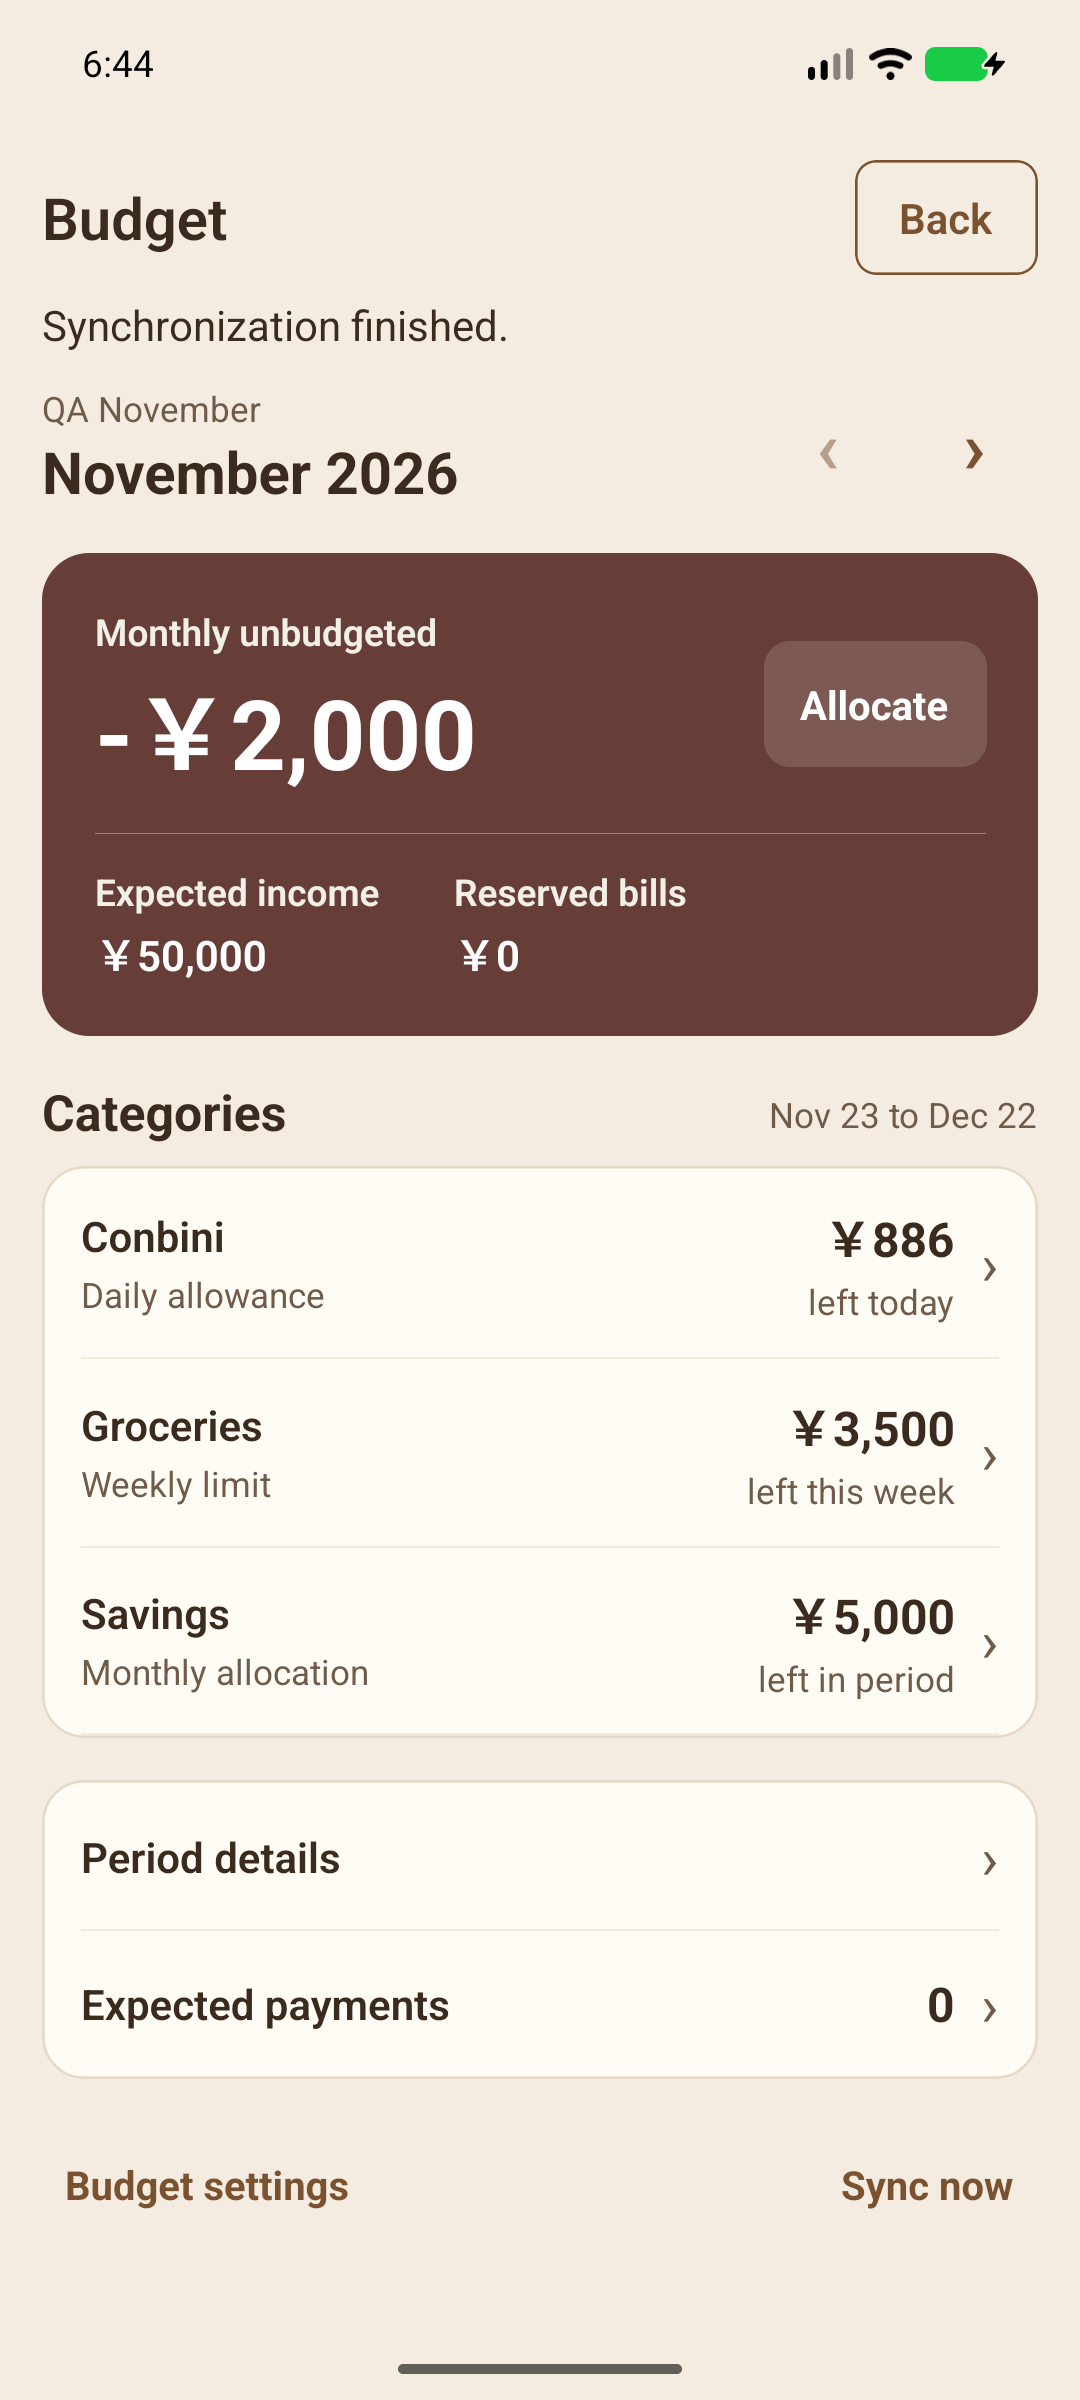 6:44
Budget
Back
Synchronization finished.
QA November
November 2026
‹ ›
Monthly unbudgeted
-¥2,000
Allocate
Expected income
¥50,000
Reserved bills
¥0
Categories
Nov 23 to Dec 22
Conbini
Daily allowance
¥886
left today
›
Groceries
Weekly limit
¥3,500
left this week
›
Savings
Monthly allocation
¥5,000
left in period
›
Period details
›
Expected payments
0 ›
Budget settings
Sync now